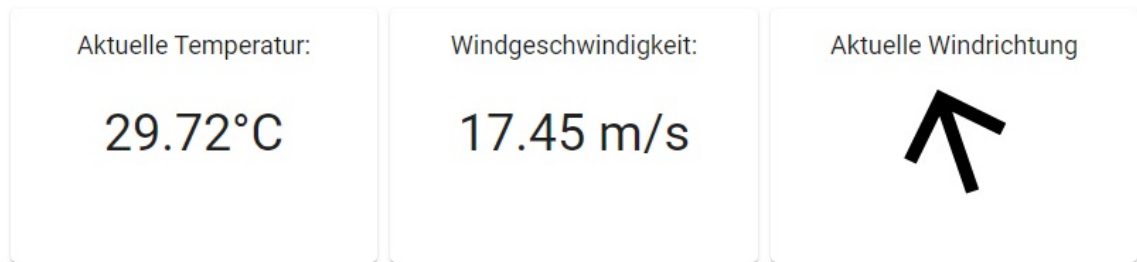 Aktuelle Temperatur:
29.72°C
Windgeschwindigkeit:
17.45 m/s
Aktuelle Windrichtung